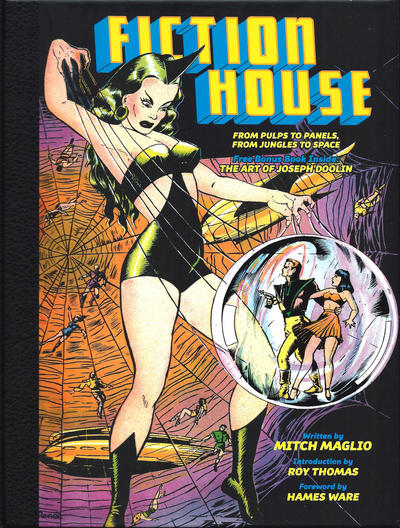 FICTION
HOUSE
FROM PULPS TO PANELS,
FROM JUNGLES TO SPACE
Free Bonus Book Inside:
THE ART OF JOSEPH DOOLIN
Written by
MITCH MAGLIO
Introduction by
ROY THOMAS
Foreword by
HAMES WARE